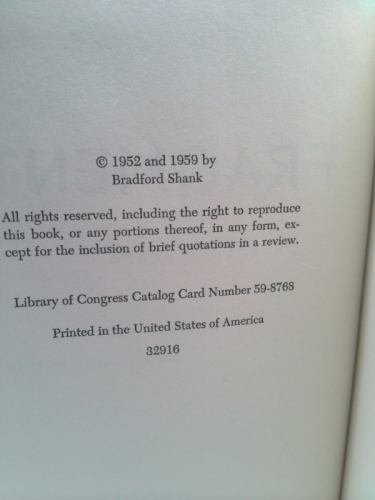 © 1952 and 1959 by
Bradford Shank
All rights reserved, including the right to reproduce
this book, or any portions thereof, in any form, ex-
cept for the inclusion of brief quotations in a review.
Library of Congress Catalog Card Number 59-8768
Printed in the United States of America
32916